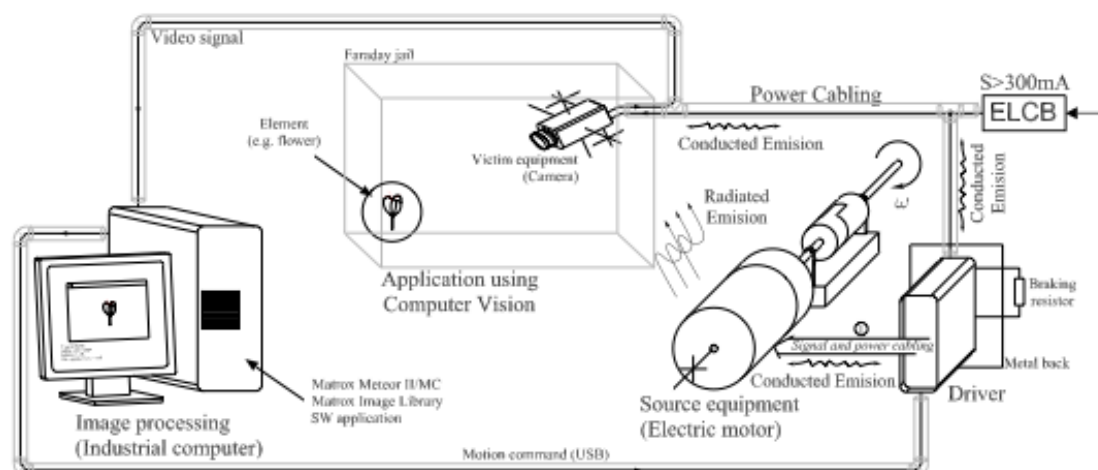 Video signal
Faraday jail
S>300mA
ELCB
Power Cabling
Element
(e.g. flower)
Victim equipment
(Camera)
Conducted Emision
Conducted
Emision
Radiated
Emision
ω
Application using
Computer Vision
Braking
resistor
Signal and power cabling
Metal back
Conducted Emision
Driver
Matrox Meteor II/MC
Matrox Image Library
SW application
Source equipment
(Electric motor)
Image processing
(Industrial computer)
Motion command (USB)